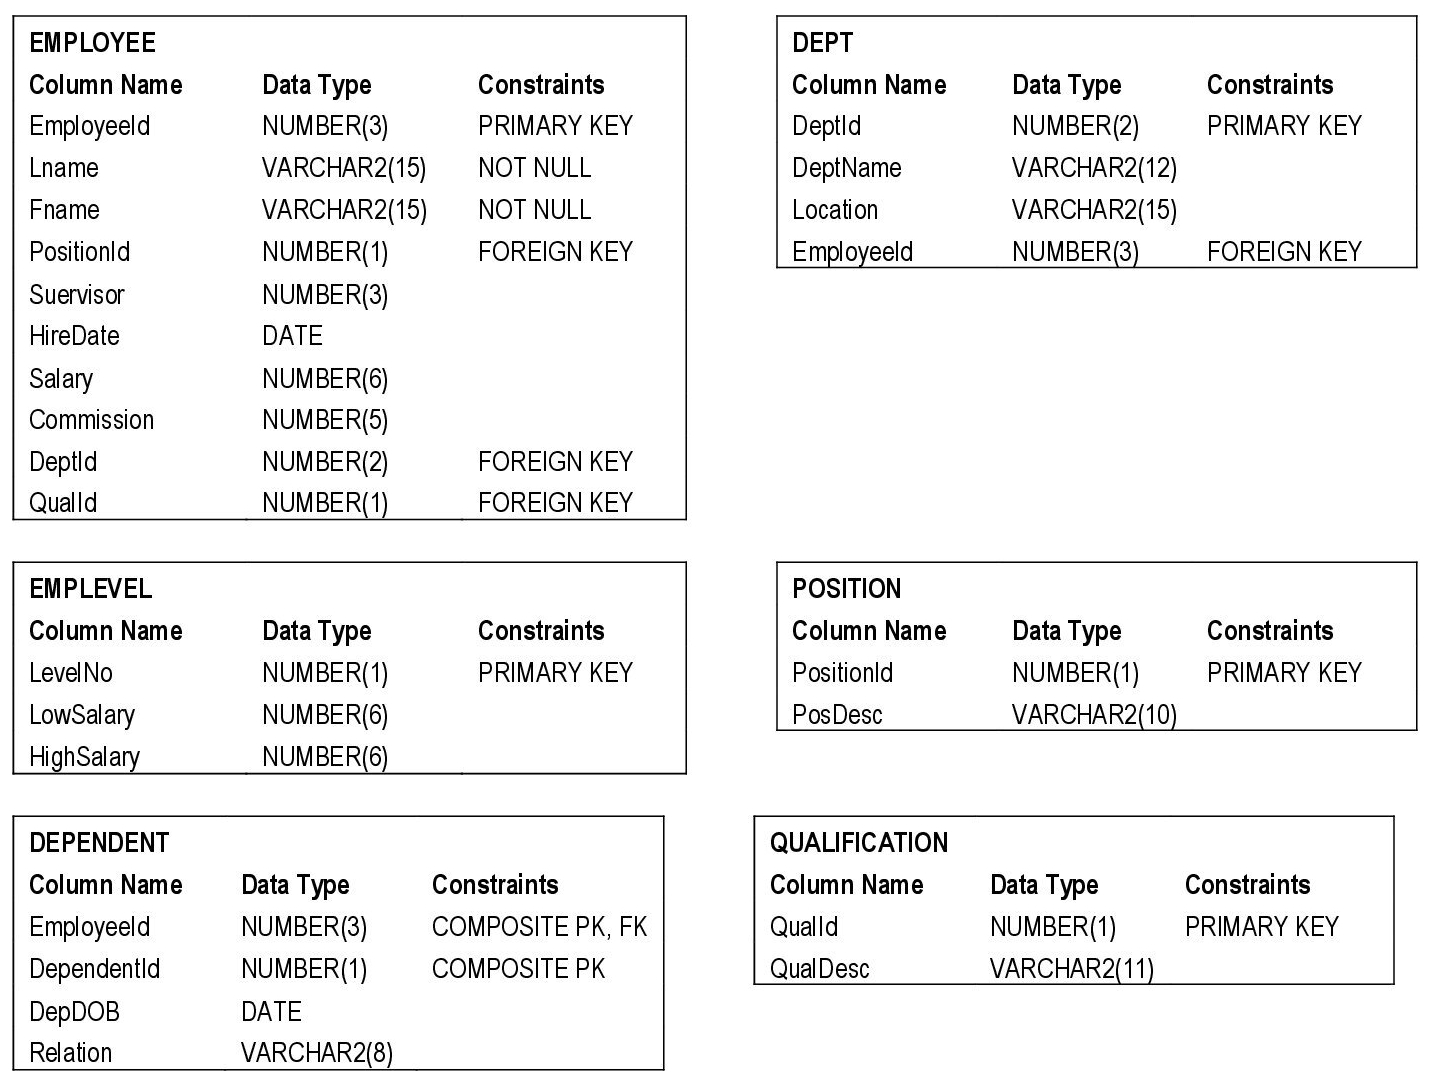 EMPLOYEE
Column Name Data Type Constraints
EmployeeId NUMBER(3) PRIMARY KEY
Lname VARCHAR2(15) NOT NULL
Fname VARCHAR2(15) NOT NULL
PositionId NUMBER(1) FOREIGN KEY
Suervisor NUMBER(3)
HireDate DATE
Salary NUMBER(6)
Commission NUMBER(5)
DeptId NUMBER(2) FOREIGN KEY
QualId NUMBER(1) FOREIGN KEY
DEPT
Column Name Data Type Constraints
DeptId NUMBER(2) PRIMARY KEY
DeptName VARCHAR2(12)
Location VARCHAR2(15)
EmployeeId NUMBER(3) FOREIGN KEY
EMPLEVEL
Column Name Data Type Constraints
LevelNo NUMBER(1) PRIMARY KEY
LowSalary NUMBER(6)
HighSalary NUMBER(6)
POSITION
Column Name Data Type Constraints
PositionId NUMBER(1) PRIMARY KEY
PosDesc VARCHAR2(10)
DEPENDENT
Column Name Data Type Constraints
EmployeeId NUMBER(3) COMPOSITE PK, FK
DependentId NUMBER(1) COMPOSITE PK
DepDOB DATE
Relation VARCHAR2(8)
QUALIFICATION
Column Name Data Type Constraints
QualId NUMBER(1) PRIMARY KEY
QualDesc VARCHAR2(11)